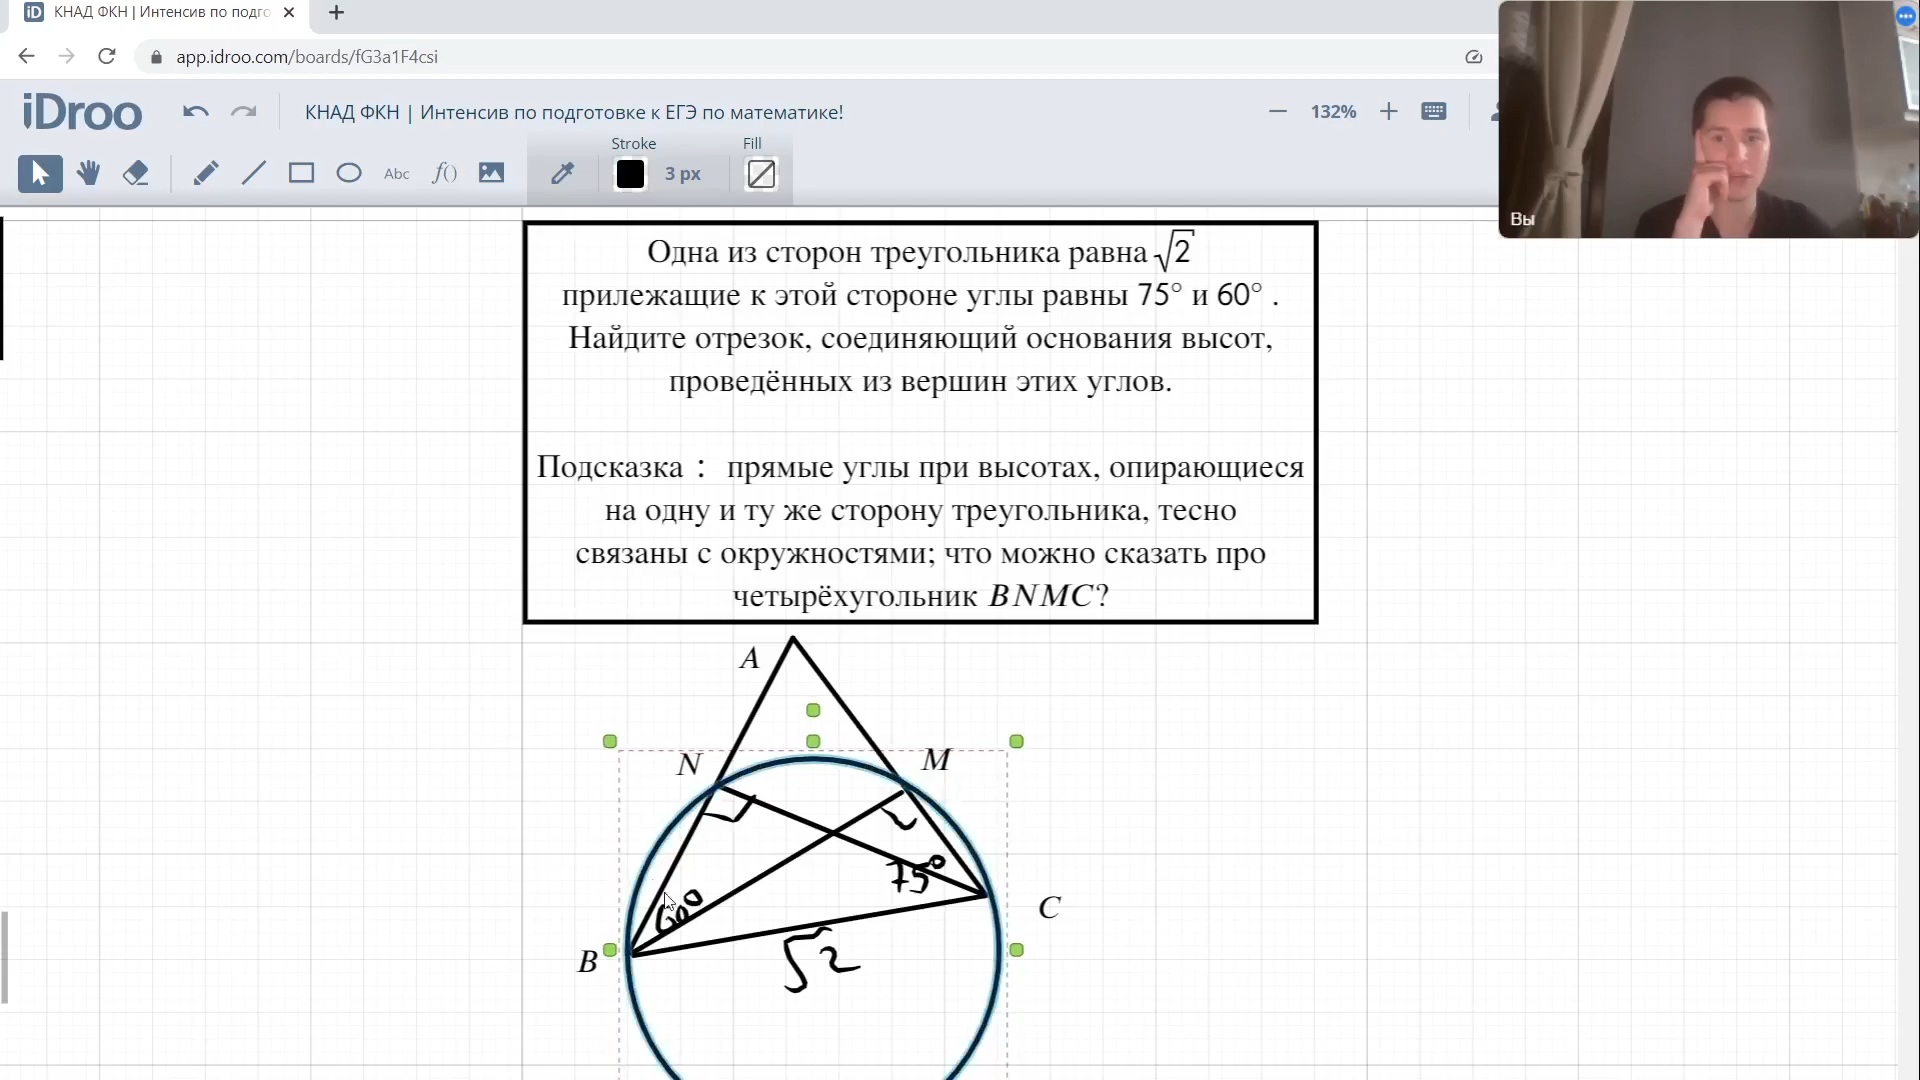 КНАД ФКН | Интенсив по подго
app.idroo.com/boards/fG3a1F4csi
iDroo
КНАД ФКН | Интенсив по подготовке к ЕГЭ по математике!
132%
Abc
f()
Stroke
3 px
Fill
Вы
Одна из сторон треугольника равна √2
прилежащие к этой стороне углы равны 75° и 60° .
Найдите отрезок, соединяющий основания высот,
проведённых из вершин этих углов.
Подсказка : прямые углы при высотах, опирающиеся
на одну и ту же сторону треугольника, тесно
связаны с окружностями; что можно сказать про
четырёхугольник BNMC?
A
N
M
75°
60°
C
B
√2